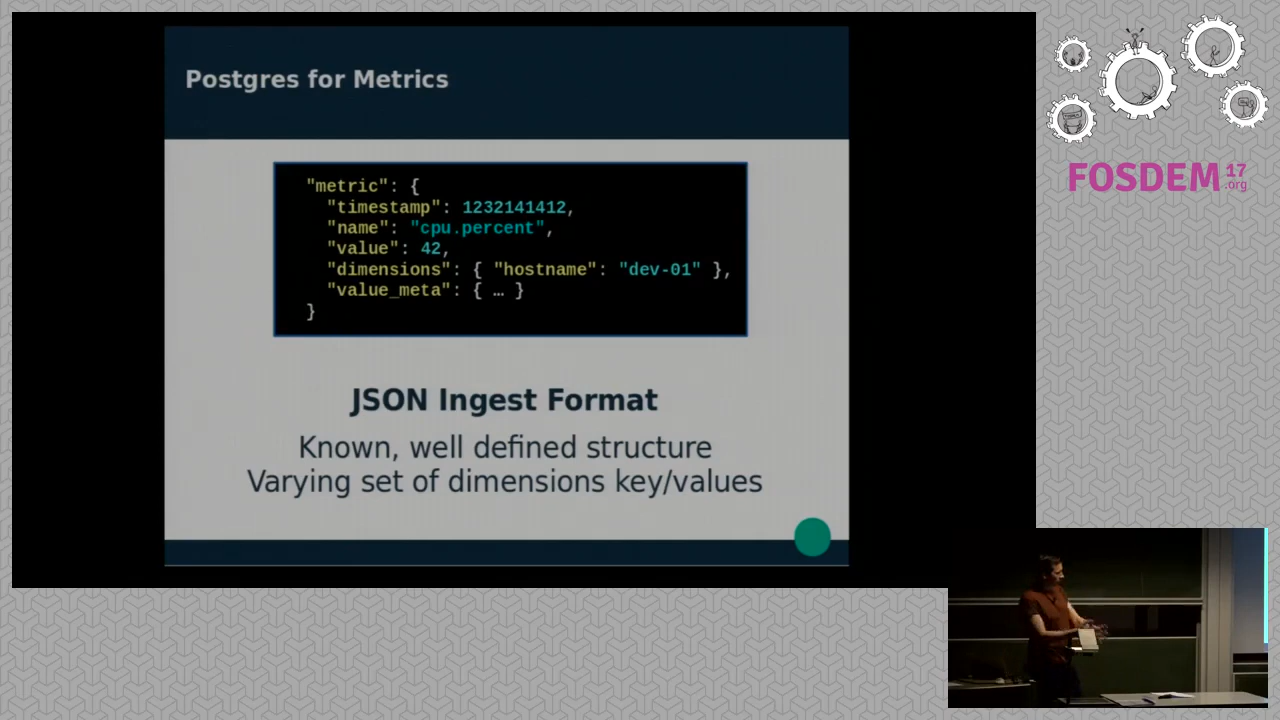 Postgres for Metrics
"metric": {
"timestamp": 1232141412,
"name": "cpu.percent",
"value": 42,
"dimensions": { "hostname": "dev-01" },
"value_meta": { … }
}
JSON Ingest Format
Known, well defined structure
Varying set of dimensions key/values
FOSDEM 17
.org